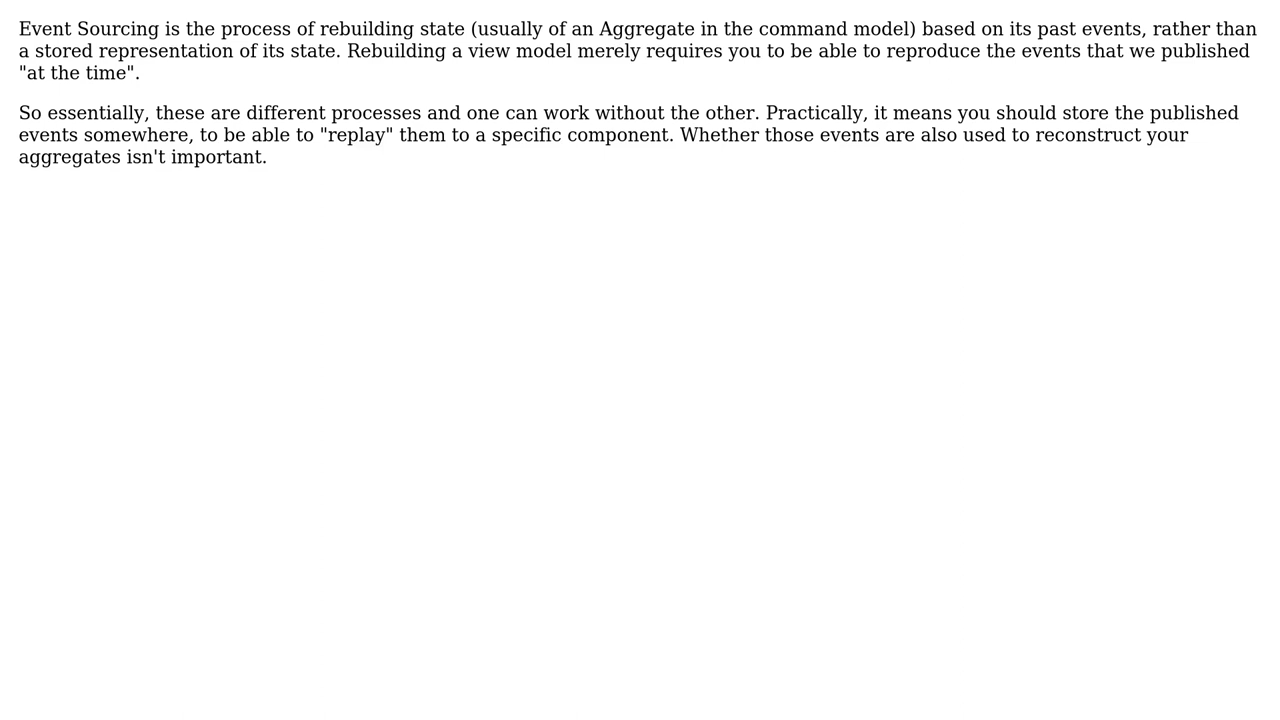 Event Sourcing is the process of rebuilding state (usually of an Aggregate in the command model) based on its past events, rather than
a stored representation of its state. Rebuilding a view model merely requires you to be able to reproduce the events that we published
"at the time".
So essentially, these are different processes and one can work without the other. Practically, it means you should store the published
events somewhere, to be able to "replay" them to a specific component. Whether those events are also used to reconstruct your
aggregates isn't important.